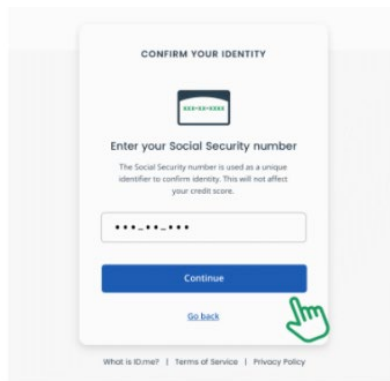 CONFIRM YOUR IDENTITY
Enter your Social Security number
The Social Security number is used as a unique
identifier to confirm identity. This will not affect
your credit score.
•••-••-•••
Continue
Go back
What is ID.me? | Terms of Service | Privacy Policy